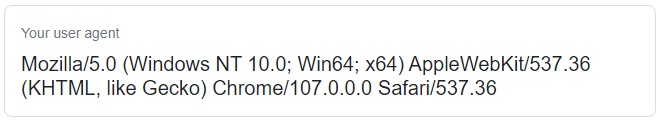 Your user agent
Mozilla/5.0 (Windows NT 10.0; Win64; x64) AppleWebKit/537.36
(KHTML, like Gecko) Chrome/107.0.0.0 Safari/537.36